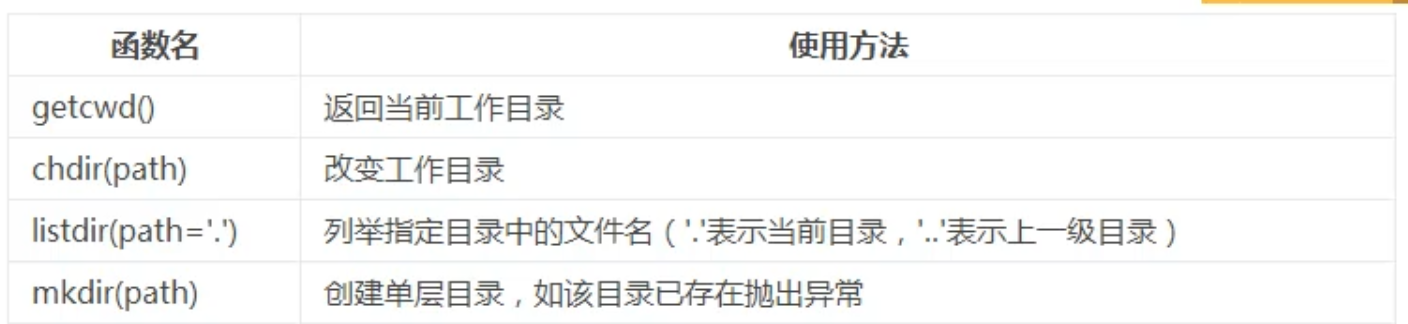 函数名 使用方法
getcwd() 返回当前工作目录
chdir(path) 改变工作目录
listdir(path='.') 列举指定目录中的文件名（'.'表示当前目录，'..'表示上一级目录）
mkdir(path) 创建单层目录，如该目录已存在抛出异常